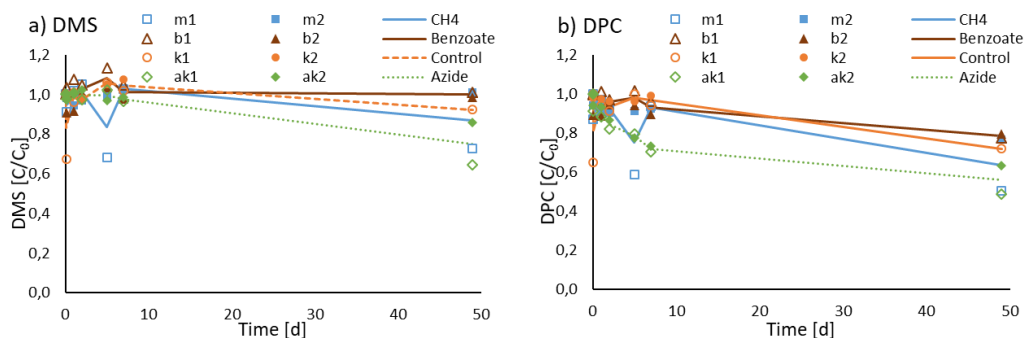 a) DMS
m1 m2 CH4
b1 b2 Benzoate
k1 k2 Control
ak1 ak2 Azide
1,2
1,0
0,8
0,6
0,4
0,2
0,0
DMS [C/C0]
0 10 20 30 40 50
Time [d]
b) DPC
m1 m2 CH4
b1 b2 Benzoate
k1 k2 Control
ak1 ak2 Azide
1,2
1,0
0,8
0,6
0,4
0,2
0,0
DPC [C/C0]
0 10 20 30 40 50
Time [d]